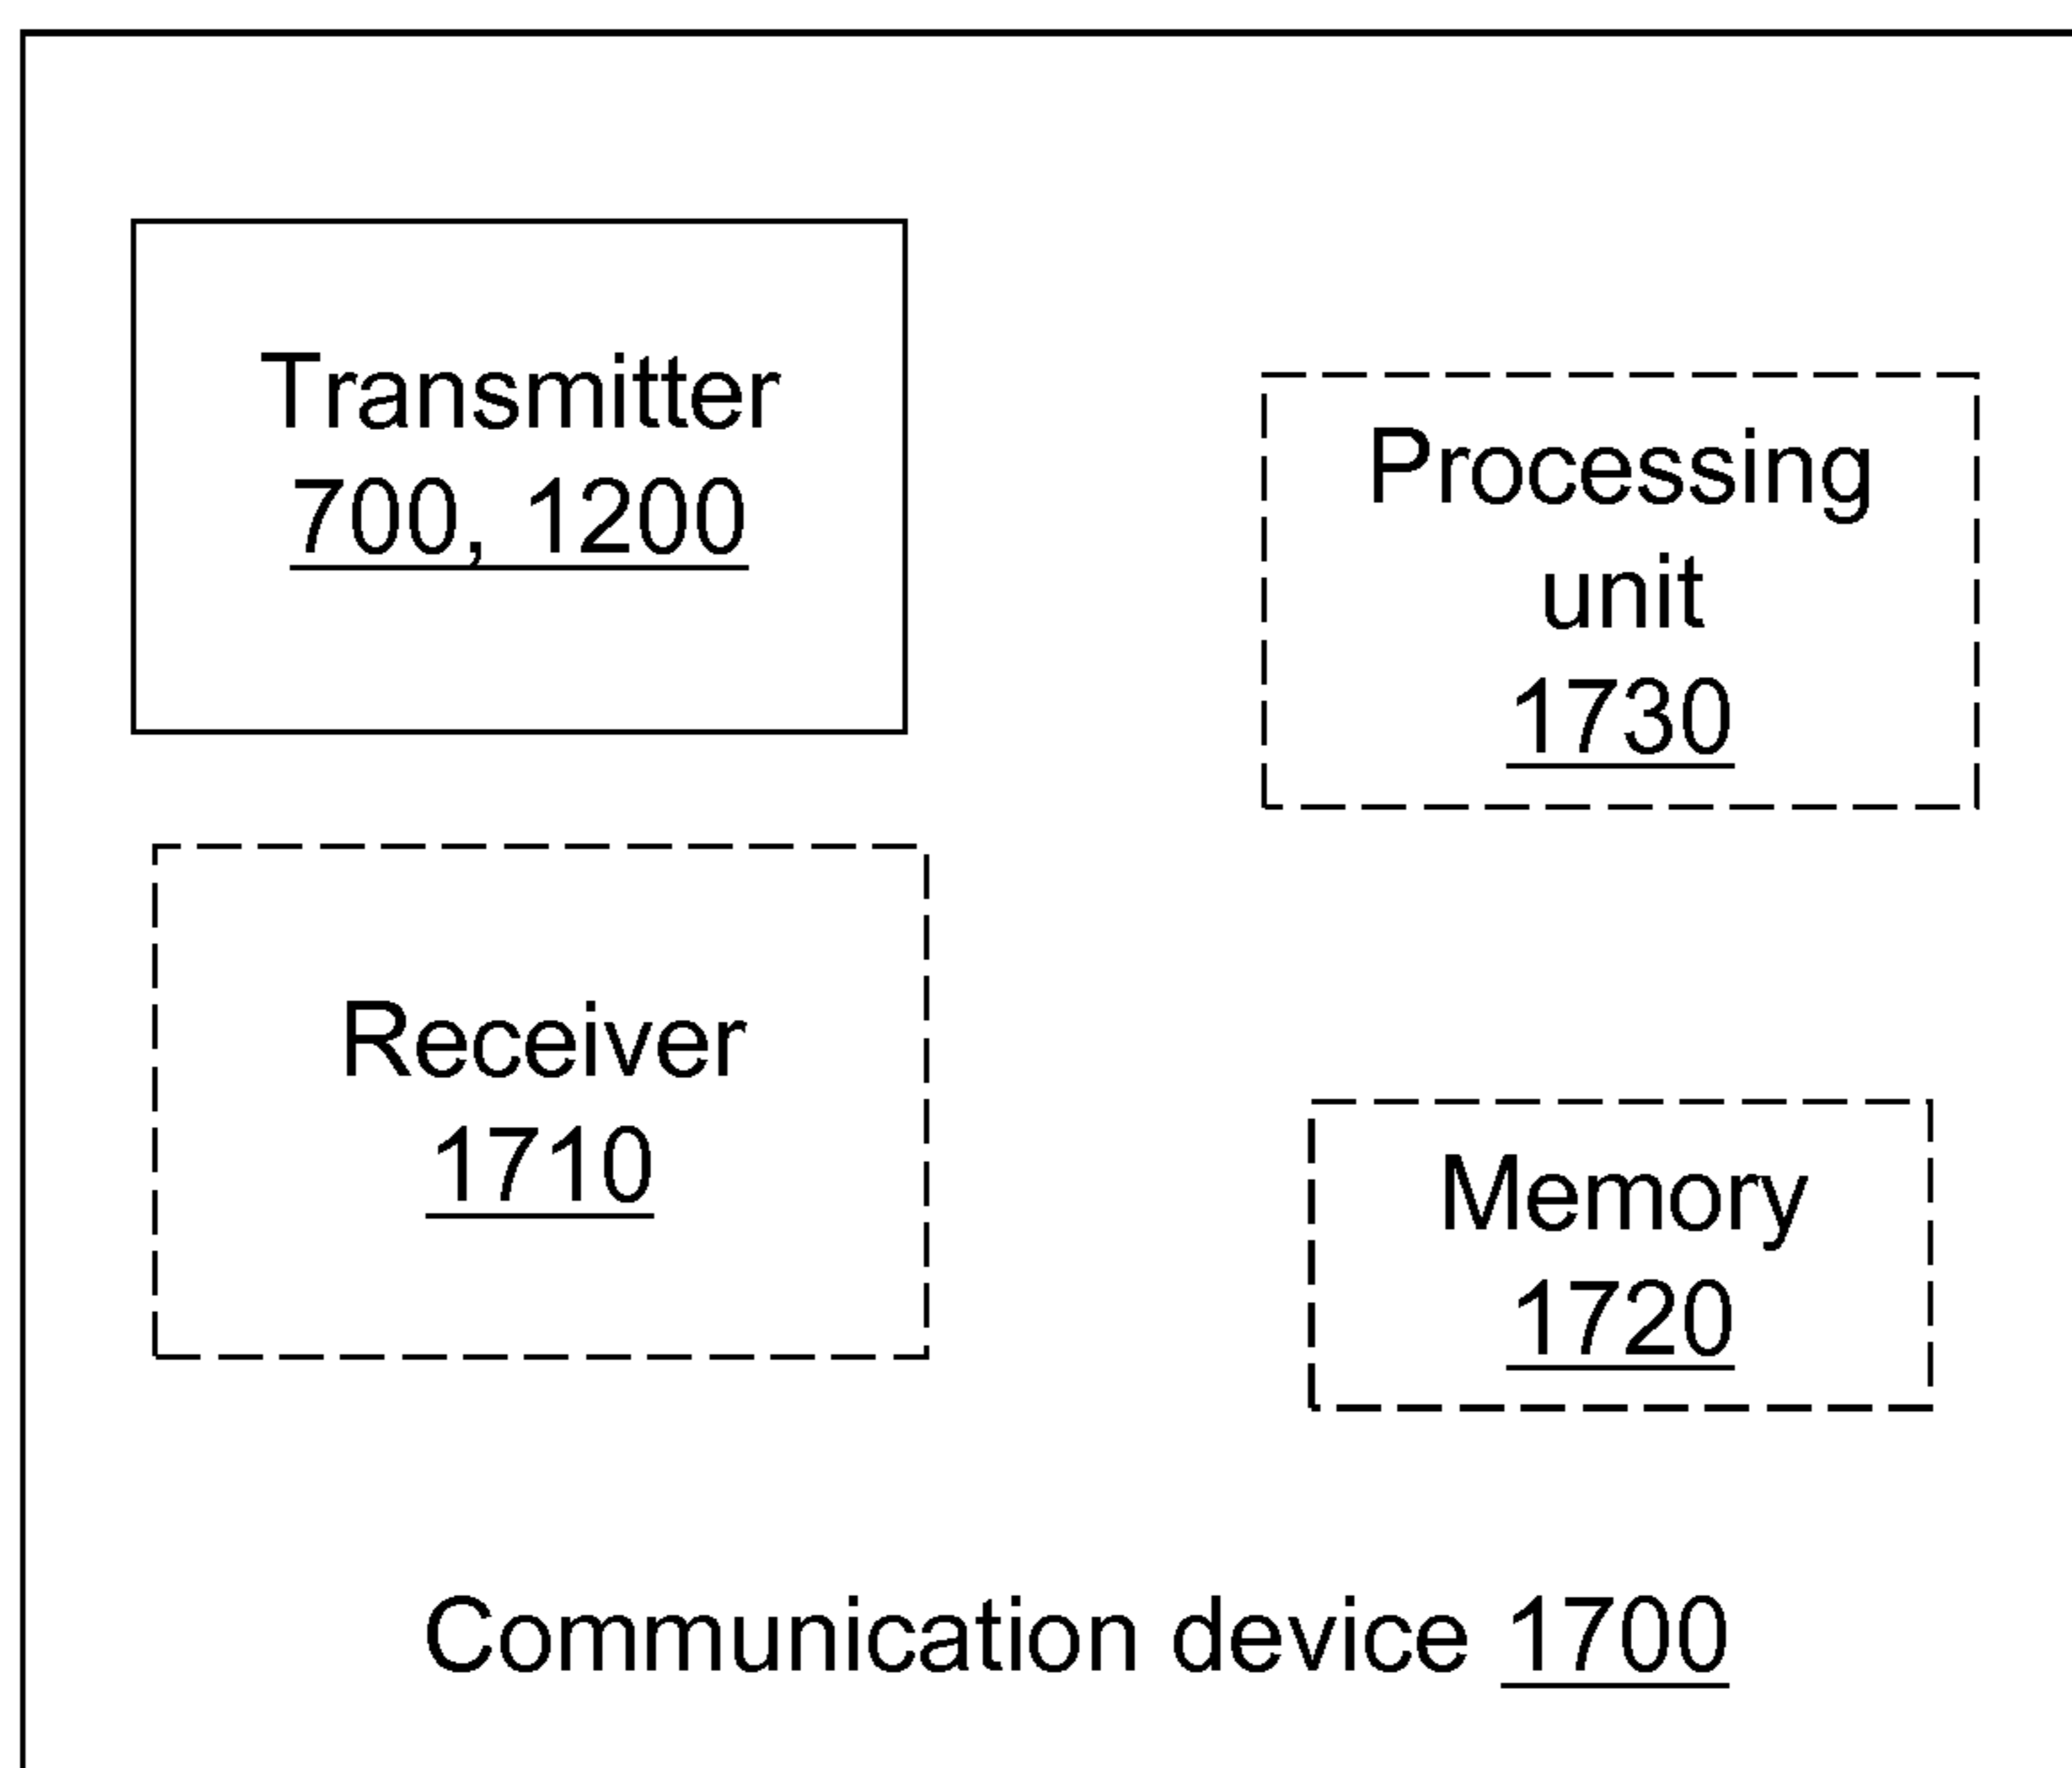 Transmitter
700, 1200
Processing
unit
1730
Receiver
1710
Memory
1720
Communication device 1700